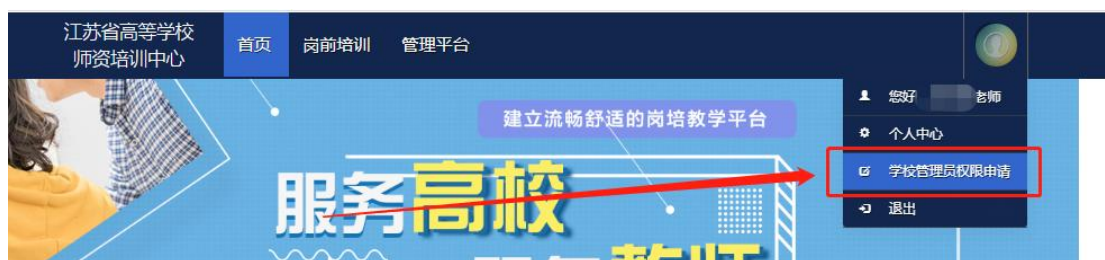 江苏省高等学校
师资培训中心
首页
岗前培训
管理平台
建立流畅舒适的岗培教学平台
您好 老师
个人中心
学校管理员权限申请
退出
服务高校
教师